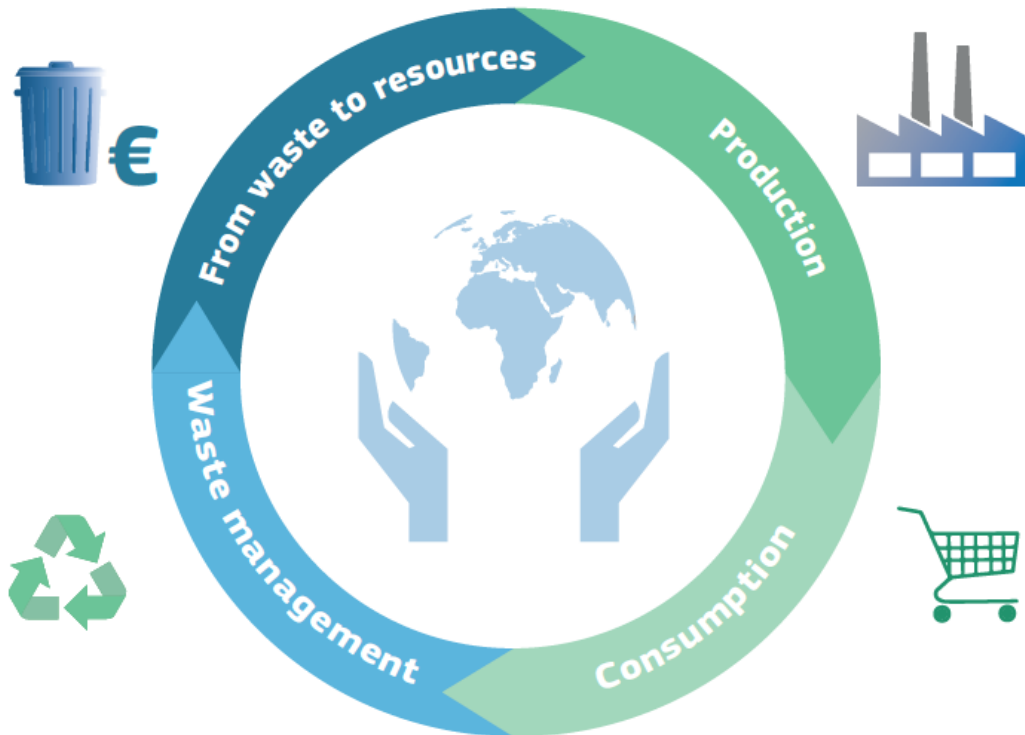 From waste to resources
Production
€
Waste management
Consumption